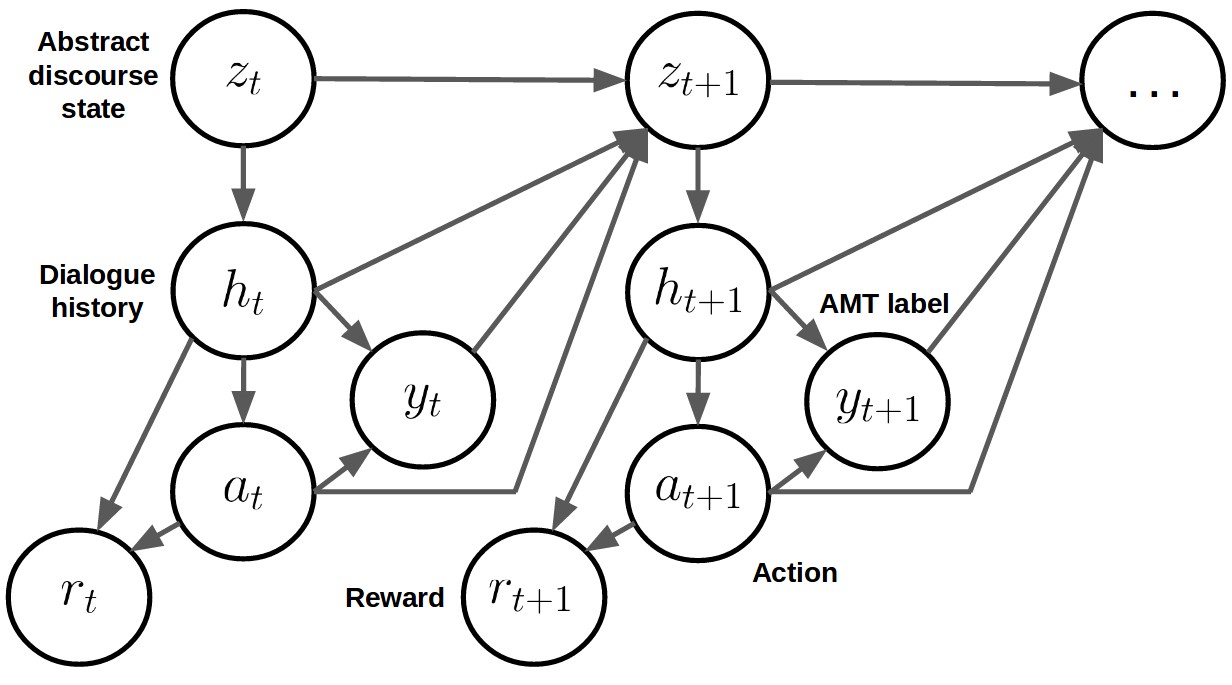 Abstract
discourse
state
z_t
z_{t+1}
...
Dialogue
history
h_t
h_{t+1}
AMT label
y_t
y_{t+1}
a_t
a_{t+1}
Action
r_t
Reward
r_{t+1}